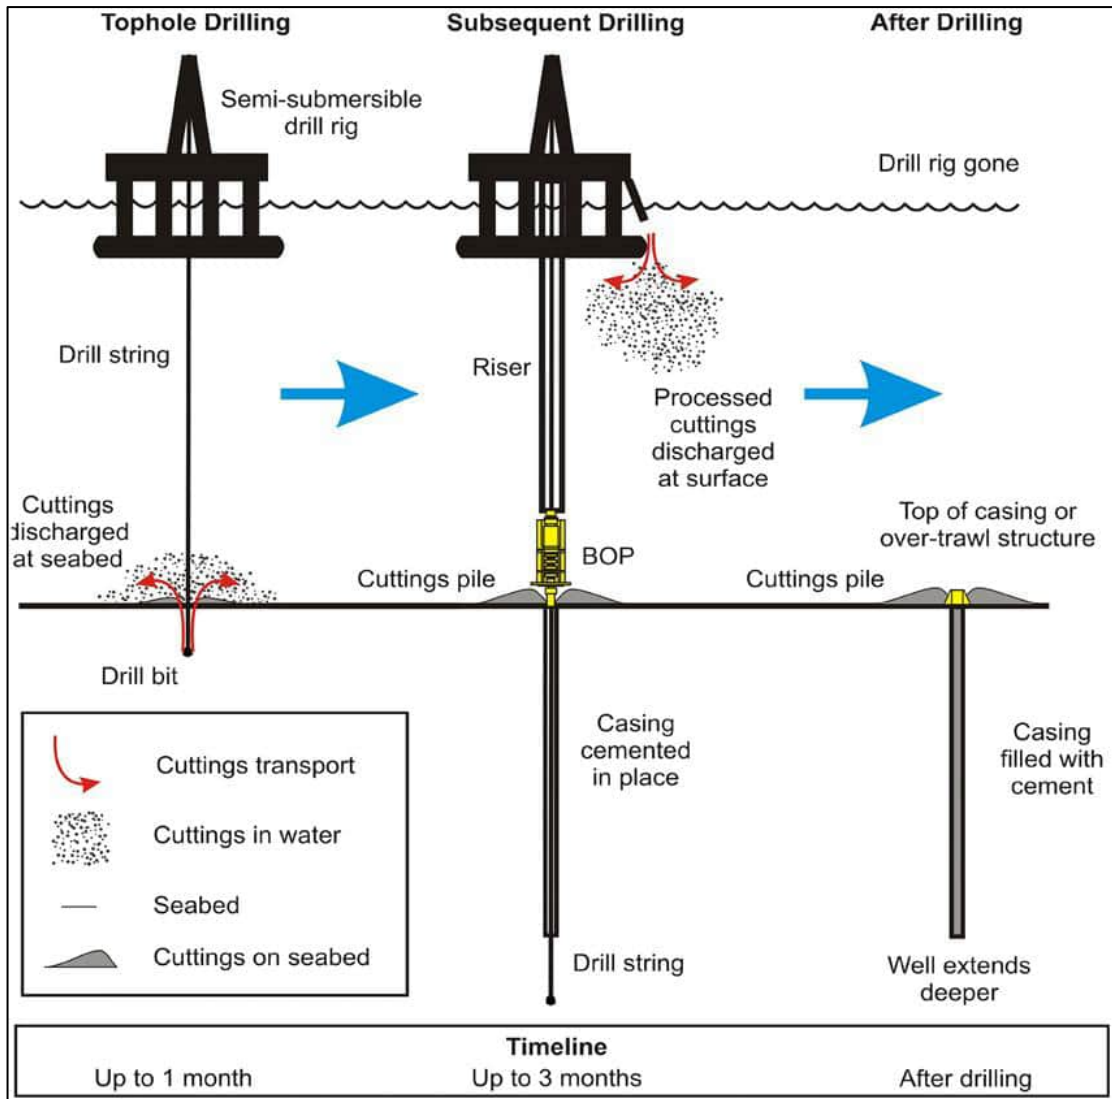 Tophole Drilling
Subsequent Drilling
After Drilling
Semi-submersible
drill rig
Drill rig gone
Drill string
Riser
Processed
cuttings
discharged
at surface
Cuttings
discharged
at seabed
Cuttings pile
BOP
Cuttings pile
Top of casing or
over-trawl structure
Drill bit
Casing
cemented
in place
Casing
filled with
cement
Cuttings transport
Cuttings in water
Seabed
Cuttings on seabed
Drill string
Well extends
deeper
Timeline
Up to 1 month
Up to 3 months
After drilling